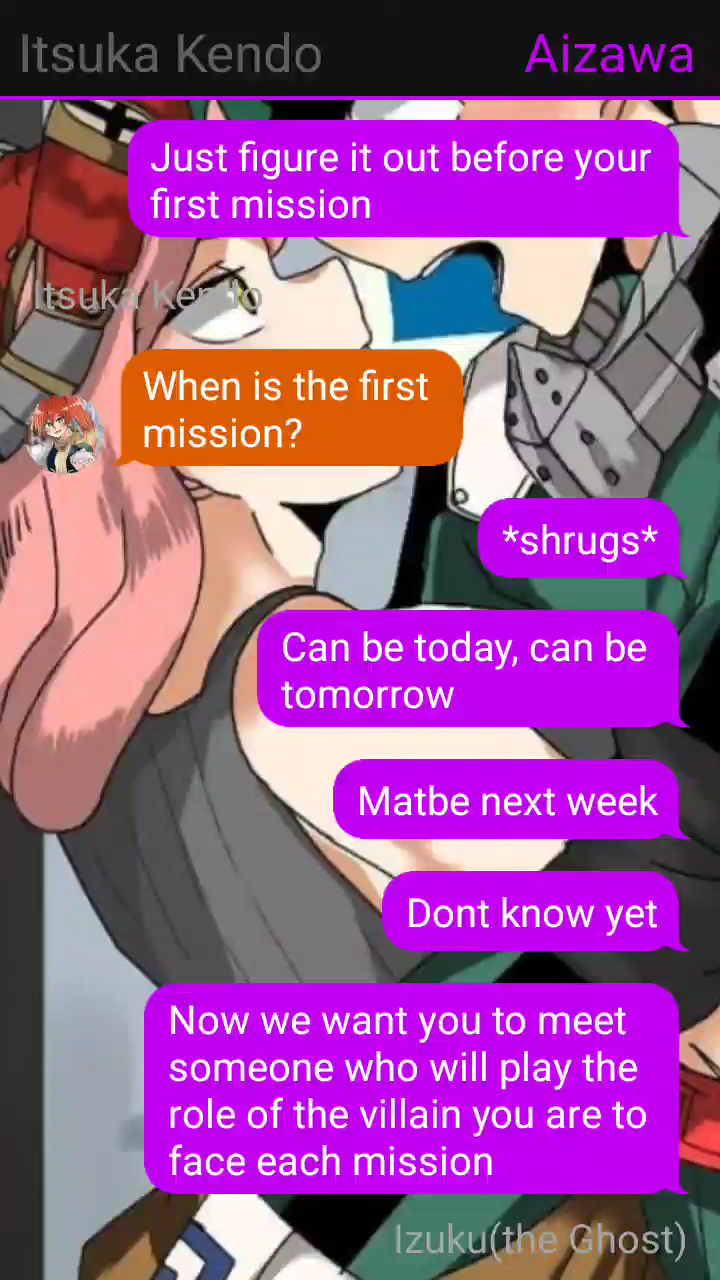 Itsuka Kendo Aizawa
Just figure it out before your
first mission
Itsuka Kendo
When is the first
mission?
*shrugs*
Can be today, can be
tomorrow
Matbe next week
Dont know yet
Now we want you to meet
someone who will play the
role of the villain you are to
face each mission
Izuku(the Ghost)